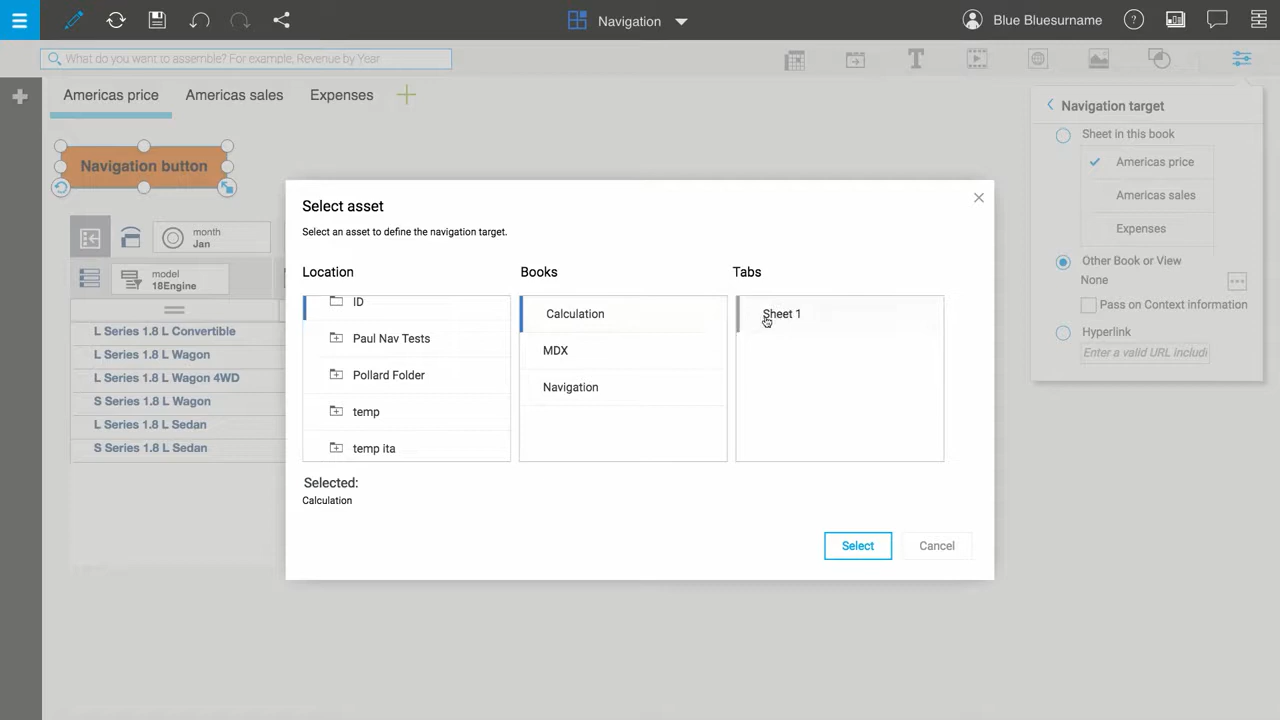 Navigation
Blue Bluesurname
What do you want to assemble? For example, Revenue by Year
Americas price
Americas sales
Expenses
Navigation button
month
Jan
model
18Engine
L Series 1.8 L Convertible
L Series 1.8 L Wagon
L Series 1.8 L Wagon 4WD
S Series 1.8 L Wagon
L Series 1.8 L Sedan
S Series 1.8 L Sedan
Select asset
Select an asset to define the navigation target.
Location
ID
Paul Nav Tests
Pollard Folder
temp
temp ita
Books
Calculation
MDX
Navigation
Tabs
Sheet 1
Selected:
Calculation
Select
Cancel
Navigation target
Sheet in this book
Americas price
Americas sales
Expenses
Other Book or View
None
Pass on Context information
Hyperlink
Enter a valid URL includi